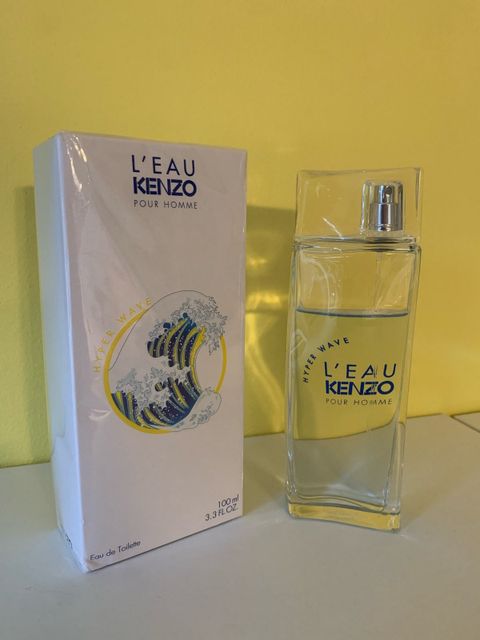 L'EAU
KENZO
POUR HOMME
HYPER WAVE
100 ml
3.3 FL.OZ.
Eau de Toilette
HYPER WAVE
L'EAU
KENZO
POUR HOMME